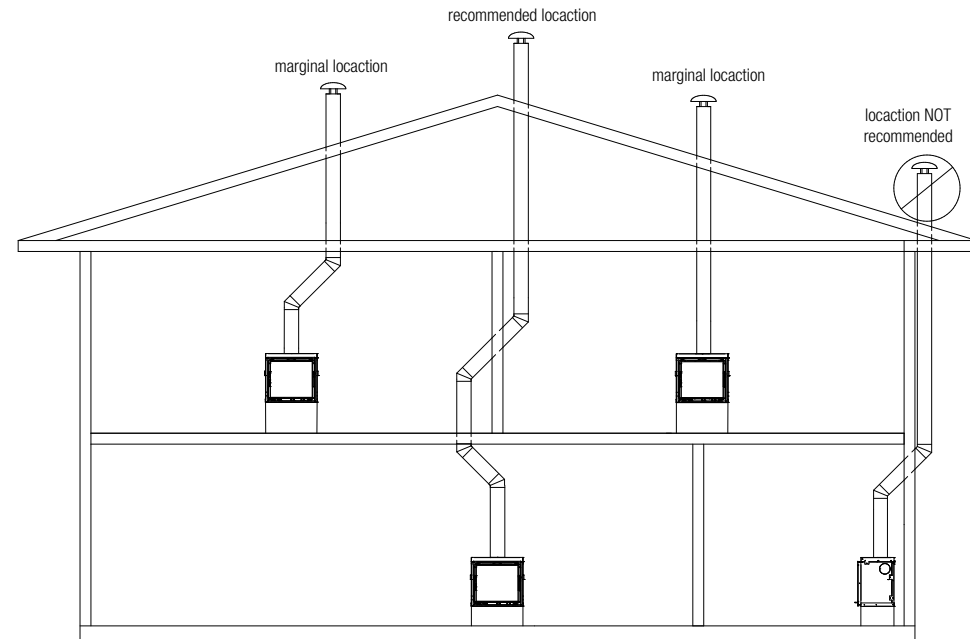 recommended locaction
marginal locaction
marginal locaction
locaction NOT
recommended